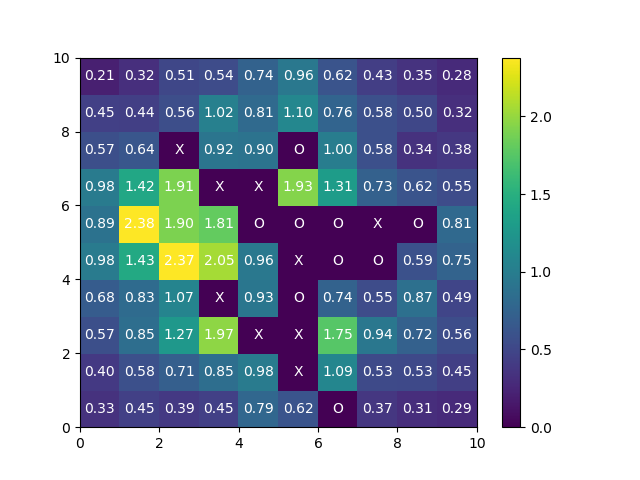 10
0.21 0.32 0.51 0.54 0.74 0.96 0.62 0.43 0.35 0.28
0.45 0.44 0.56 1.02 0.81 1.10 0.76 0.58 0.50 0.32
8
0.57 0.64 X 0.92 0.90 O 1.00 0.58 0.34 0.38
0.98 1.42 1.91 X X 1.93 1.31 0.73 0.62 0.55
6
0.89 2.38 1.90 1.81 O O O X O 0.81
0.98 1.43 2.37 2.05 0.96 X O O 0.59 0.75
4
0.68 0.83 1.07 X 0.93 O 0.74 0.55 0.87 0.49
0.57 0.85 1.27 1.97 X X 1.75 0.94 0.72 0.56
2
0.40 0.58 0.71 0.85 0.98 X 1.09 0.53 0.53 0.45
0.33 0.45 0.39 0.45 0.79 0.62 O 0.37 0.31 0.29
0
0 2 4 6 8 10
2.0
1.5
1.0
0.5
0.0